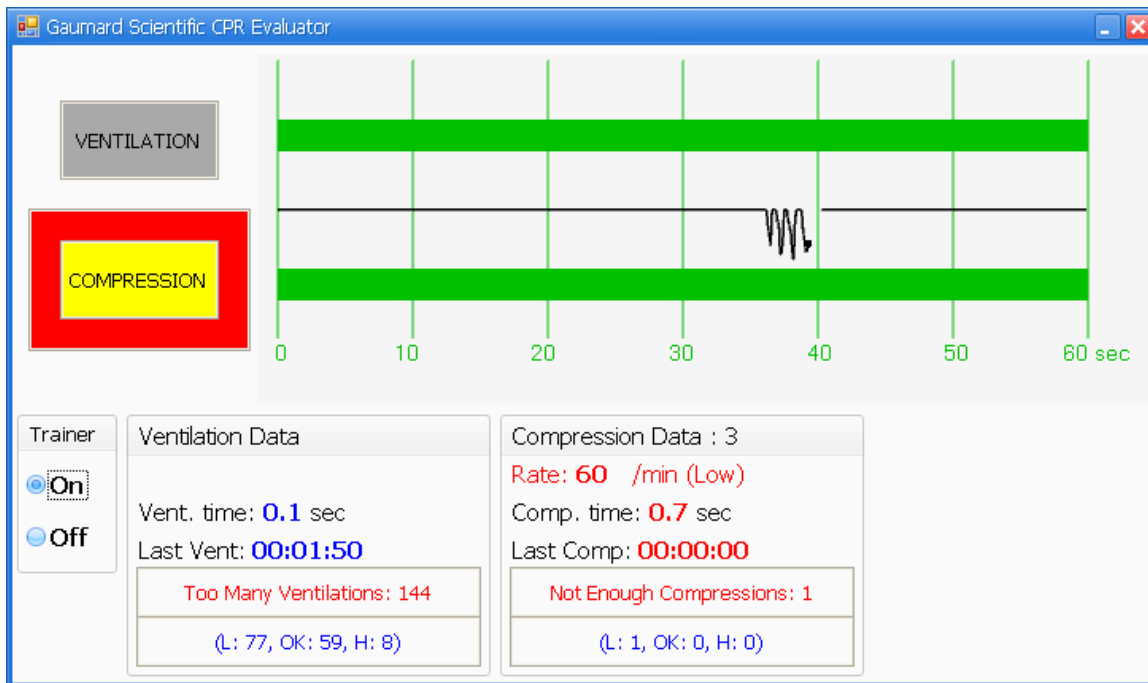 Gaumard Scientific CPR Evaluator
VENTILATION
COMPRESSION
0 10 20 30 40 50 60 sec
Trainer
On
Off
Ventilation Data
Vent. time: 0.1 sec
Last Vent: 00:01:50
Too Many Ventilations: 144
(L: 77, OK: 59, H: 8)
Compression Data : 3
Rate: 60 /min (Low)
Comp. time: 0.7 sec
Last Comp: 00:00:00
Not Enough Compressions: 1
(L: 1, OK: 0, H: 0)